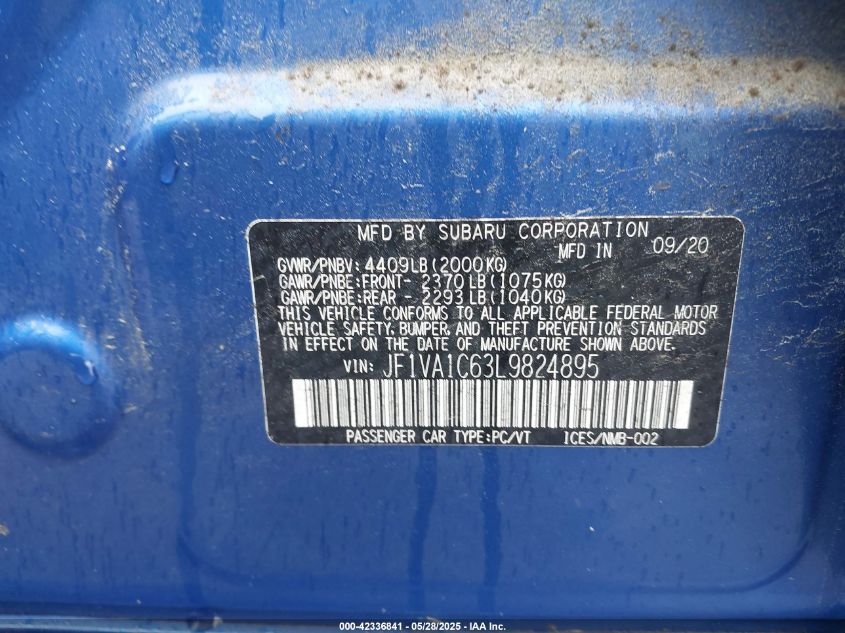 MFD BY SUBARU CORPORATION
MFD IN 09/20
GVWR/PNBV: 4409LB(2000KG)
GAWR/PNBE:FRONT- 2370LB(1075KG)
GAWR/PNBE:REAR - 2293LB(1040KG)
THIS VEHICLE CONFORMS TO ALL APPLICABLE FEDERAL MOTOR
VEHICLE SAFETY, BUMPER, AND THEFT PREVENTION STANDARDS
IN EFFECT ON THE DATE OF MANUFACTURE SHOWN ABOVE.
VIN: JF1VA1C63L9824895
PASSENGER CAR TYPE:PC/VT ICES/NMB-002
000-42336841 - 05/28/2025 - IAA Inc.